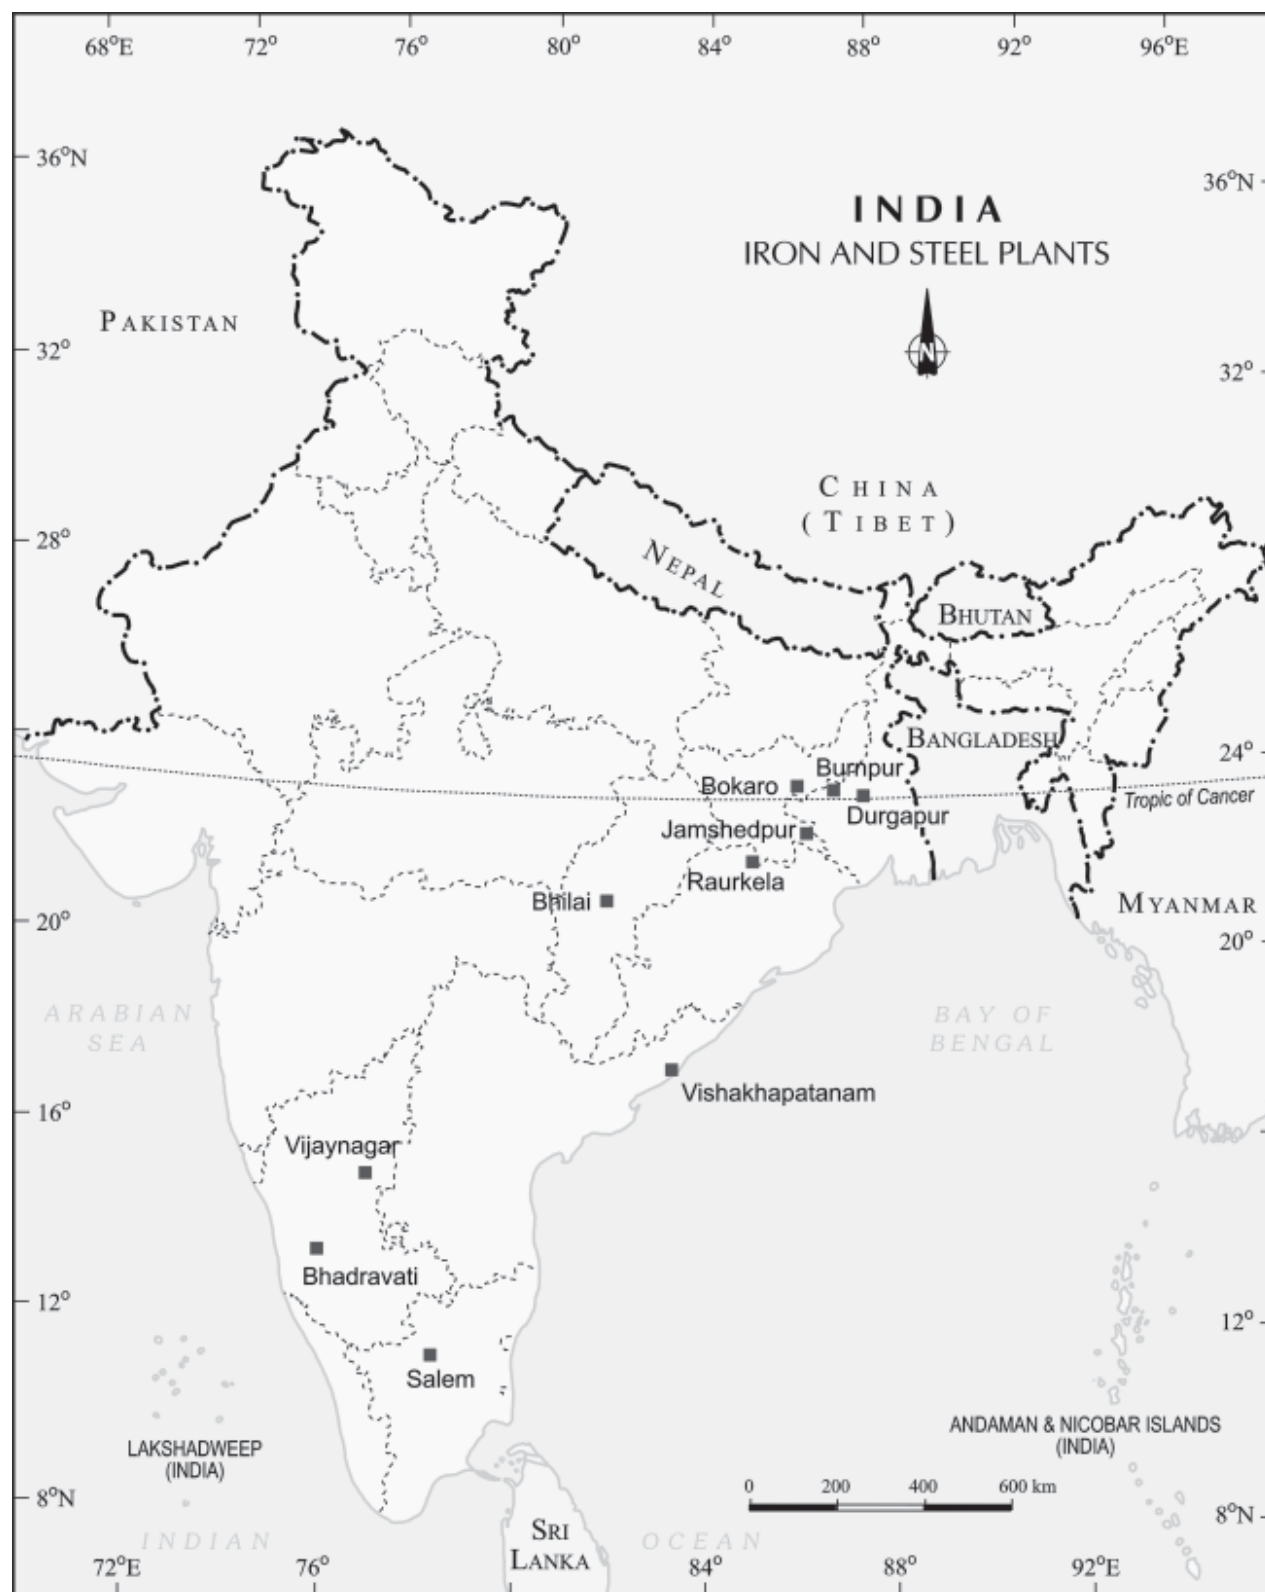 68°E 72° 76° 80° 84° 88° 92° 96°E
36°N
36°N
INDIA
IRON AND STEEL PLANTS
PAKISTAN
N
32°
32°
CHINA
(TIBET)
28°
NEPAL
BHUTAN
BANGLADESH
24°
Burnpur
Bokaro
Tropic of Cancer
Durgapur
Jamshedpur
Raurkela
Bhilai
MYANMAR
20°
20°
ARABIAN
SEA
BAY OF
BENGAL
Vishakhapatanam
16°
Vijaynagar
Bhadravati
12°
12°
Salem
ANDAMAN & NICOBAR ISLANDS
(INDIA)
LAKSHADWEEP
(INDIA)
0 200 400 600 km
8°N
8°N
INDIAN OCEAN
SRI
LANKA
72°E 76° 84° 88° 92°E